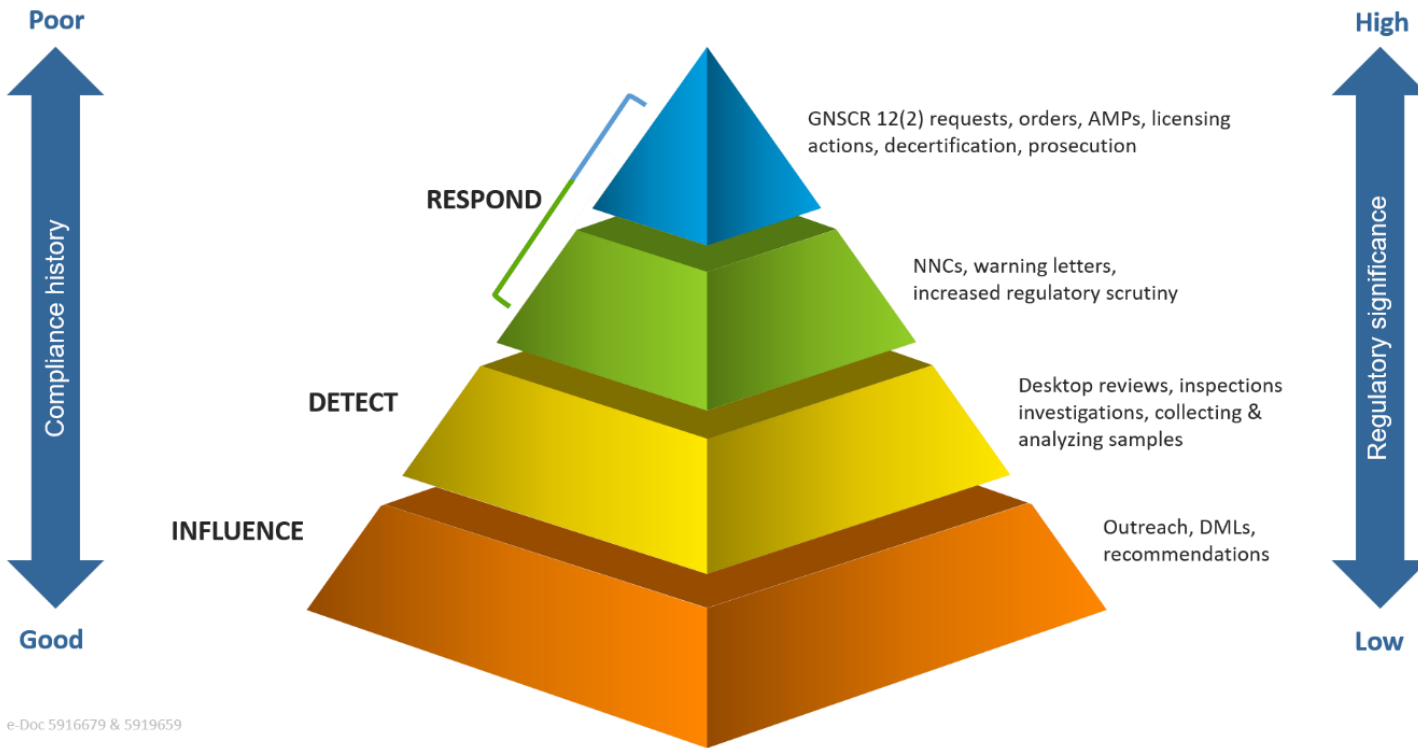 Poor
High
GNSCR 12(2) requests, orders, AMPs, licensing
actions, decertification, prosecution
RESPOND
Compliance history
Regulatory significance
NNCs, warning letters,
increased regulatory scrutiny
DETECT
Desktop reviews, inspections
investigations, collecting &
analyzing samples
INFLUENCE
Outreach, DMLs,
recommendations
Good
Low
e-Doc 5916679 & 5919659